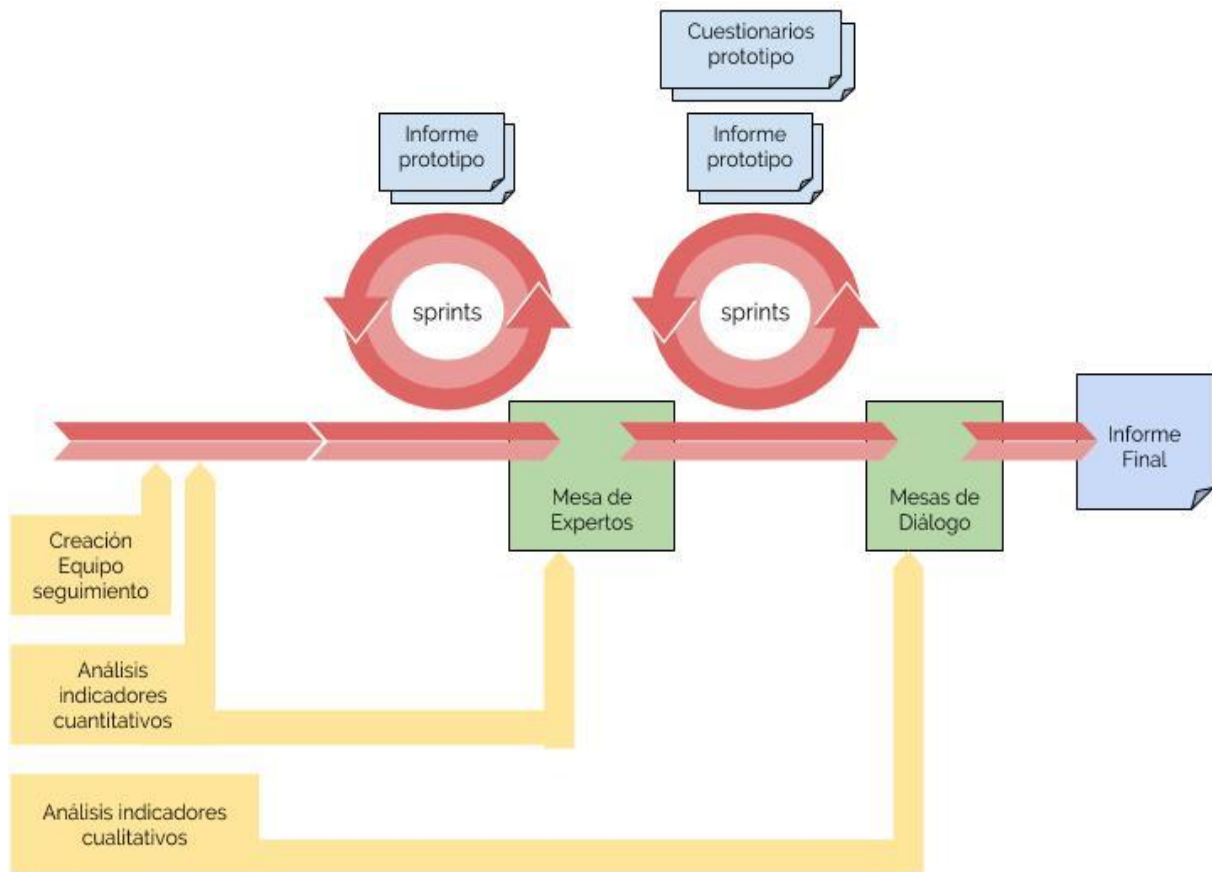 Cuestionarios
prototipo
Informe
prototipo
Informe
prototipo
sprints
sprints
Informe
Final
Mesa de
Expertos
Mesas de
Diálogo
Creación
Equipo
seguimiento
Análisis
indicadores
cuantitativos
Análisis indicadores
cualitativos